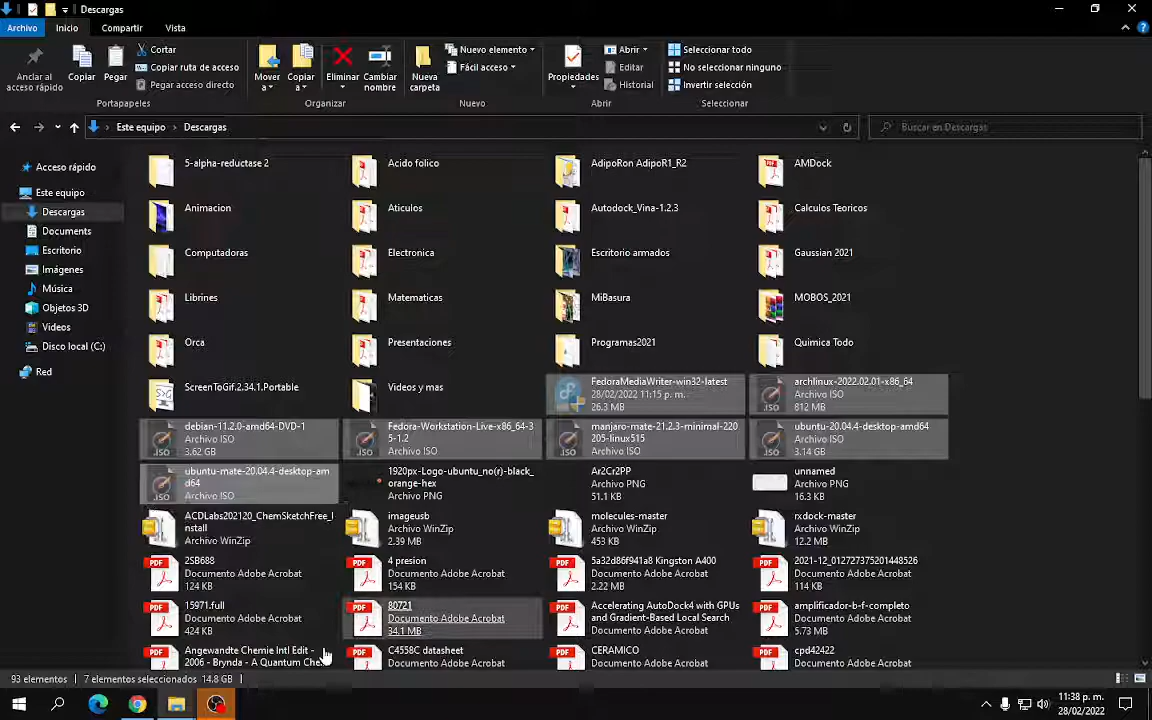 Descargas
Archivo
Inicio
Compartir
Vista
Anclar al
acceso rápido
Copiar
Pegar
Cortar
Copiar ruta de acceso
Pegar acceso directo
Portapapeles
Mover
a
Copiar
a
Eliminar
Cambiar
nombre
Organizar
Nueva
carpeta
Nuevo elemento
Fácil acceso
Nuevo
Propiedades
Abrir
Editar
Historial
Abrir
Seleccionar todo
No seleccionar ninguno
Invertir selección
Seleccionar
Este equipo > Descargas
Buscar en Descargas
Acceso rápido
Este equipo
Descargas
Documents
Escritorio
Imágenes
Música
Objetos 3D
Videos
Disco local (C:)
Red
5-alpha-reductase 2
Acido folico
AdipoRon AdipoR1_R2
AMDock
Animacion
Aticulos
Autodock_Vina-1.2.3
Calculos Teoricos
Computadoras
Electronica
Escritorio armados
Gaussian 2021
Librines
Matematicas
MiBasura
MOBOS_2021
Orca
Presentaciones
Programas2021
Quimica Todo
ScreenToGif.2.34.1.Portable
Videos y mas
FedoraMediaWriter-win32-latest
28/02/2022 11:15 p. m.
26.3 MB
archlinux-2022.02.01-x86_64
Archivo ISO
812 MB
debian-11.2.0-amd64-DVD-1
Archivo ISO
3.62 GB
Fedora-Workstation-Live-x86_64-3
5-1.2
Archivo ISO
manjaro-mate-21.2.3-minimal-220
205-linux515
Archivo ISO
ubuntu-20.04.4-desktop-amd64
Archivo ISO
3.14 GB
ubuntu-mate-20.04.4-desktop-am
d64
Archivo ISO
1920px-Logo-ubuntu_no(r)-black_
orange-hex
Archivo PNG
Ar2Cr2PP
Archivo PNG
51.1 KB
unnamed
Archivo PNG
16.3 KB
ACDLabs202120_ChemSketchFree_I
nstall
Archivo WinZip
imageusb
Archivo WinZip
2.39 MB
molecules-master
Archivo WinZip
453 KB
rxdock-master
Archivo WinZip
12.2 MB
2SB688
Documento Adobe Acrobat
124 KB
4 presion
Documento Adobe Acrobat
154 KB
5a32d86f941a8 Kingston A400
Documento Adobe Acrobat
2.22 MB
2021-12_012727375201448526
Documento Adobe Acrobat
114 KB
15971.full
Documento Adobe Acrobat
424 KB
80721
Documento Adobe Acrobat
34.1 MB
Accelerating AutoDock4 with GPUs
and Gradient-Based Local Search
Documento Adobe Acrobat
amplificador-b-f-completo
Documento Adobe Acrobat
5.73 MB
Angewandte Chemie Intl Edit -
2006 - Brynda - A Quantum Che
C4558C datasheet
Documento Adobe Acrobat
CERAMICO
Documento Adobe Acrobat
cpd42422
Documento Adobe Acrobat
93 elementos
7 elementos seleccionados 14.8 GB
11:38 p. m.
28/02/2022